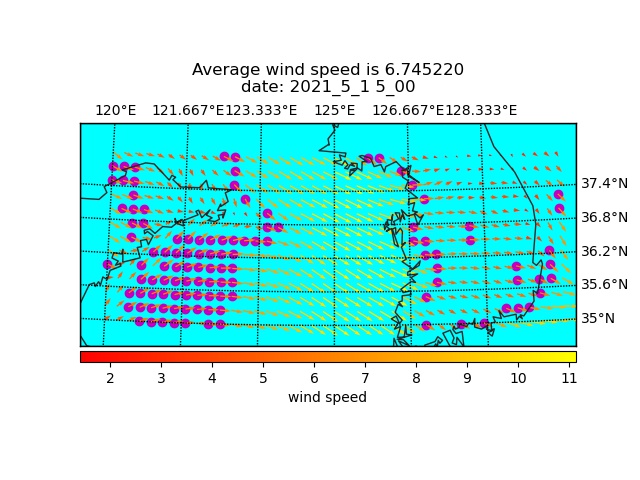 Average wind speed is 6.745220
date: 2021_5_1 5_00
120°E 121.667°E 123.333°E 125°E 126.667°E 128.333°E
37.4°N
36.8°N
36.2°N
35.6°N
35°N
2 3 4 5 6 7 8 9 10 11
wind speed